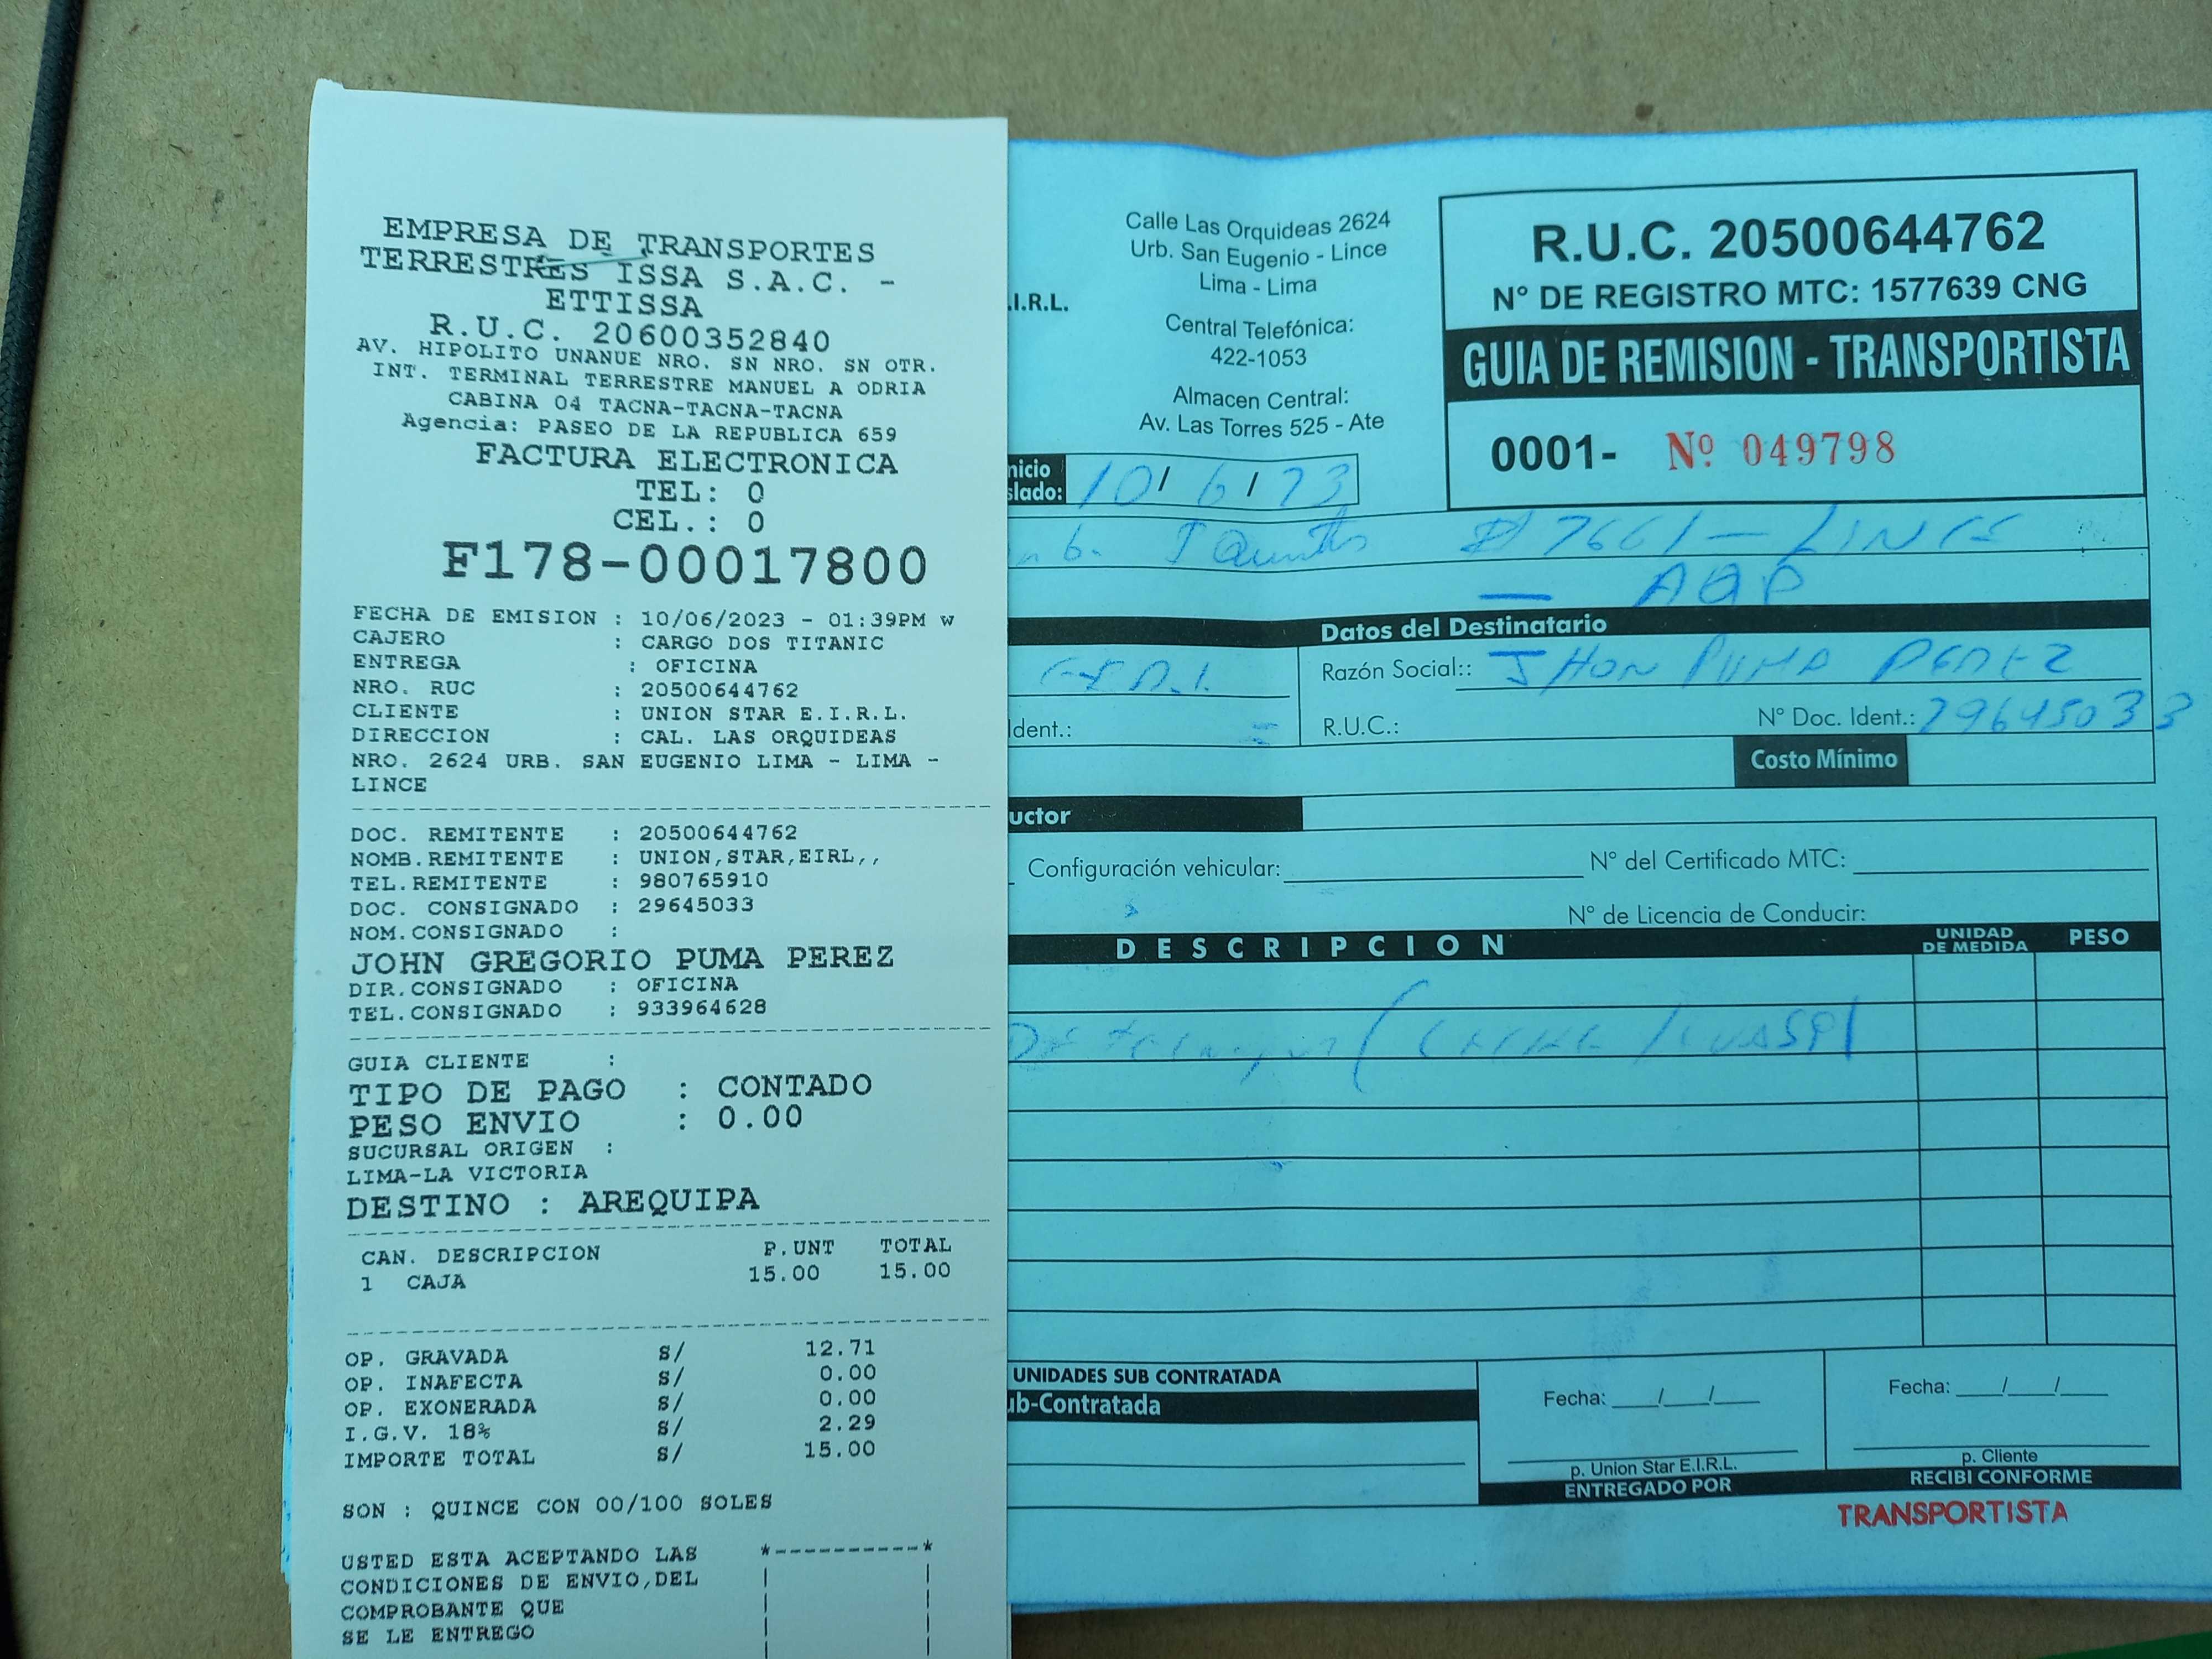 EMPRESA DE TRANSPORTES
TERRESTRES ISSA S.A.C. -
ETTISSA
R.U.C. 20600352840
AV. HIPOLITO UNANUE NRO. SN NRO. SN OTR.
INT. TERMINAL TERRESTRE MANUEL A ODRIA
CABINA 04 TACNA-TACNA-TACNA
Agencia: PASEO DE LA REPUBLICA 659
FACTURA ELECTRONICA
TEL: 0
CEL.: 0
F178-00017800
FECHA DE EMISION : 10/06/2023 - 01:39PM w
CAJERO : CARGO DOS TITANIC
ENTREGA : OFICINA
NRO. RUC : 20500644762
CLIENTE : UNION STAR E.I.R.L.
DIRECCION : CAL. LAS ORQUIDEAS
NRO. 2624 URB. SAN EUGENIO LIMA - LIMA -
LINCE
DOC. REMITENTE : 20500644762
NOMB.REMITENTE : UNION,STAR,EIRL,,
TEL.REMITENTE : 980765910
DOC. CONSIGNADO : 29645033
NOM.CONSIGNADO :
JOHN GREGORIO PUMA PEREZ
DIR.CONSIGNADO : OFICINA
TEL.CONSIGNADO : 933964628
GUIA CLIENTE :
TIPO DE PAGO : CONTADO
PESO ENVIO : 0.00
SUCURSAL ORIGEN :
LIMA-LA VICTORIA
DESTINO : AREQUIPA
CAN. DESCRIPCION P.UNT TOTAL
1 CAJA 15.00 15.00
OP. GRAVADA S/ 12.71
OP. INAFECTA S/ 0.00
OP. EXONERADA S/ 0.00
I.G.V. 18% S/ 2.29
IMPORTE TOTAL S/ 15.00
SON : QUINCE CON 00/100 SOLES
USTED ESTA ACEPTANDO LAS
CONDICIONES DE ENVIO,DEL
COMPROBANTE QUE
SE LE ENTREGO
.I.R.L.
Calle Las Orquideas 2624
Urb. San Eugenio - Lince
Lima - Lima
Central Telefónica:
422-1053
Almacen Central:
Av. Las Torres 525 - Ate
R.U.C. 20500644762
N° DE REGISTRO MTC: 1577639 CNG
GUIA DE REMISION - TRANSPORTISTA
0001- Nº 049798
nicio
slado: 10/ 6 / 23
AQP
Datos del Destinatario
Razón Social:: JHON PUMA PEREZ
Ident.:
R.U.C.: N° Doc. Ident.: 29645033
Costo Mínimo
uctor
Configuración vehicular: N° del Certificado MTC:
N° de Licencia de Conducir:
DESCRIPCION UNIDAD DE MEDIDA PESO
UNIDADES SUB CONTRATADA
ub-Contratada
Fecha: / /
p. Union Star E.I.R.L.
ENTREGADO POR
Fecha: / /
p. Cliente
RECIBI CONFORME
TRANSPORTISTA